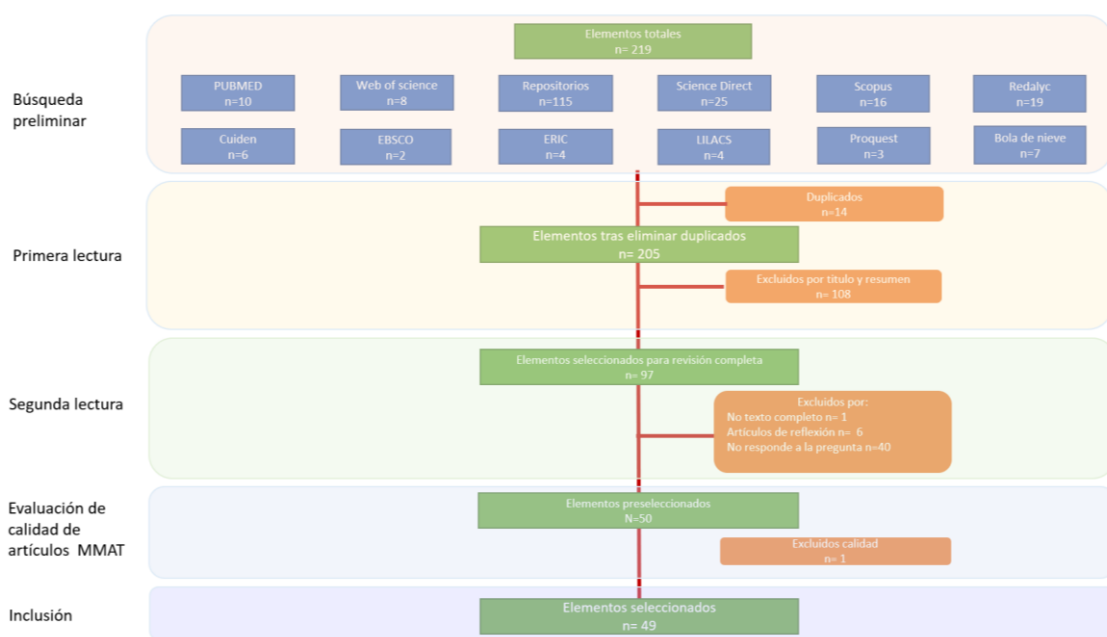 Elementos totales
n= 219
Búsqueda
preliminar
PUBMED
n=10
Web of science
n=8
Repositorios
n=115
Science Direct
n=25
Scopus
n=16
Redalyc
n=19
Cuiden
n=6
EBSCO
n=2
ERIC
n=4
LILACS
n=4
Proquest
n=3
Bola de nieve
n=7
Primera lectura
Duplicados
n=14
Elementos tras eliminar duplicados
n= 205
Excluidos por titulo y resumen
n= 108
Segunda lectura
Elementos seleccionados para revisión completa
n= 97
Excluidos por:
No texto completo n= 1
Artículos de reflexión n= 6
No responde a la pregunta n=40
Evaluación de
calidad de
artículos MMAT
Elementos preseleccionados
N=50
Excluidos calidad
n= 1
Inclusión
Elementos seleccionados
n= 49